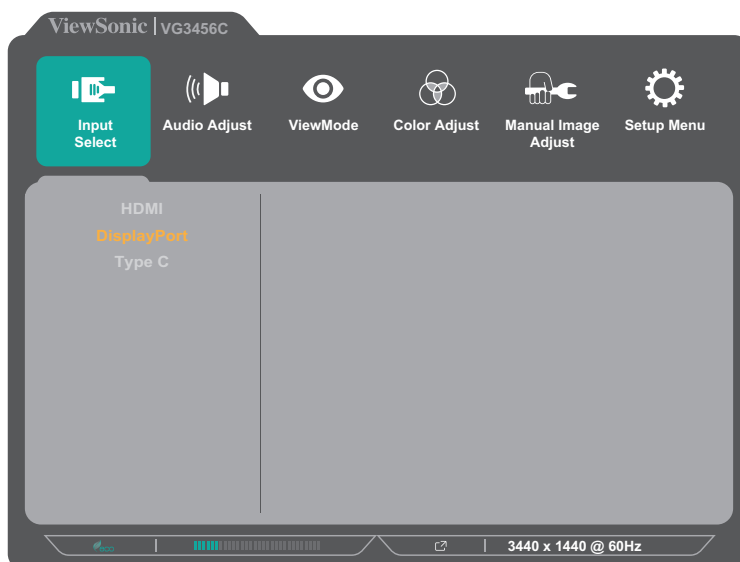 ViewSonic | VG3456C
Input
Select
Audio Adjust
ViewMode
Color Adjust
Manual Image
Adjust
Setup Menu
HDMI
DisplayPort
Type C
eco
3440 x 1440 @ 60Hz